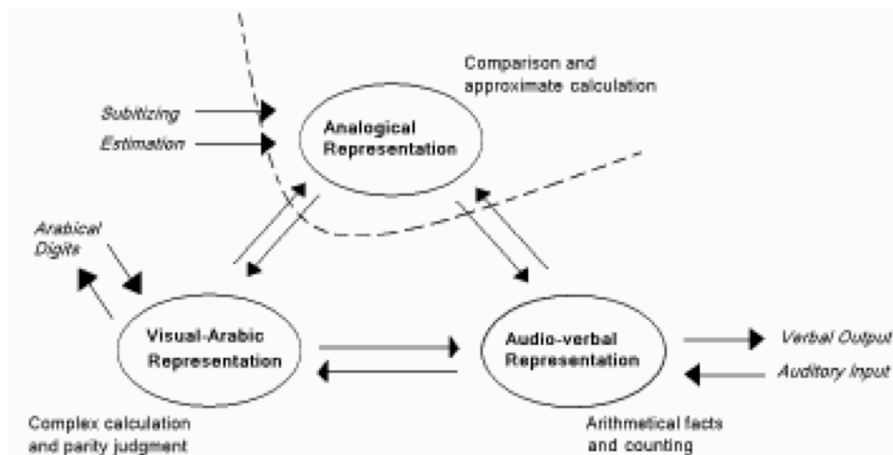 Comparison and
approximate calculation
Subitizing
Estimation
Analogical
Representation
Arabical
Digits
Visual-Arabic
Representation
Audio-verbal
Representation
Verbal Output
Auditory Input
Complex calculation
and parity judgment
Arithmetical facts
and counting